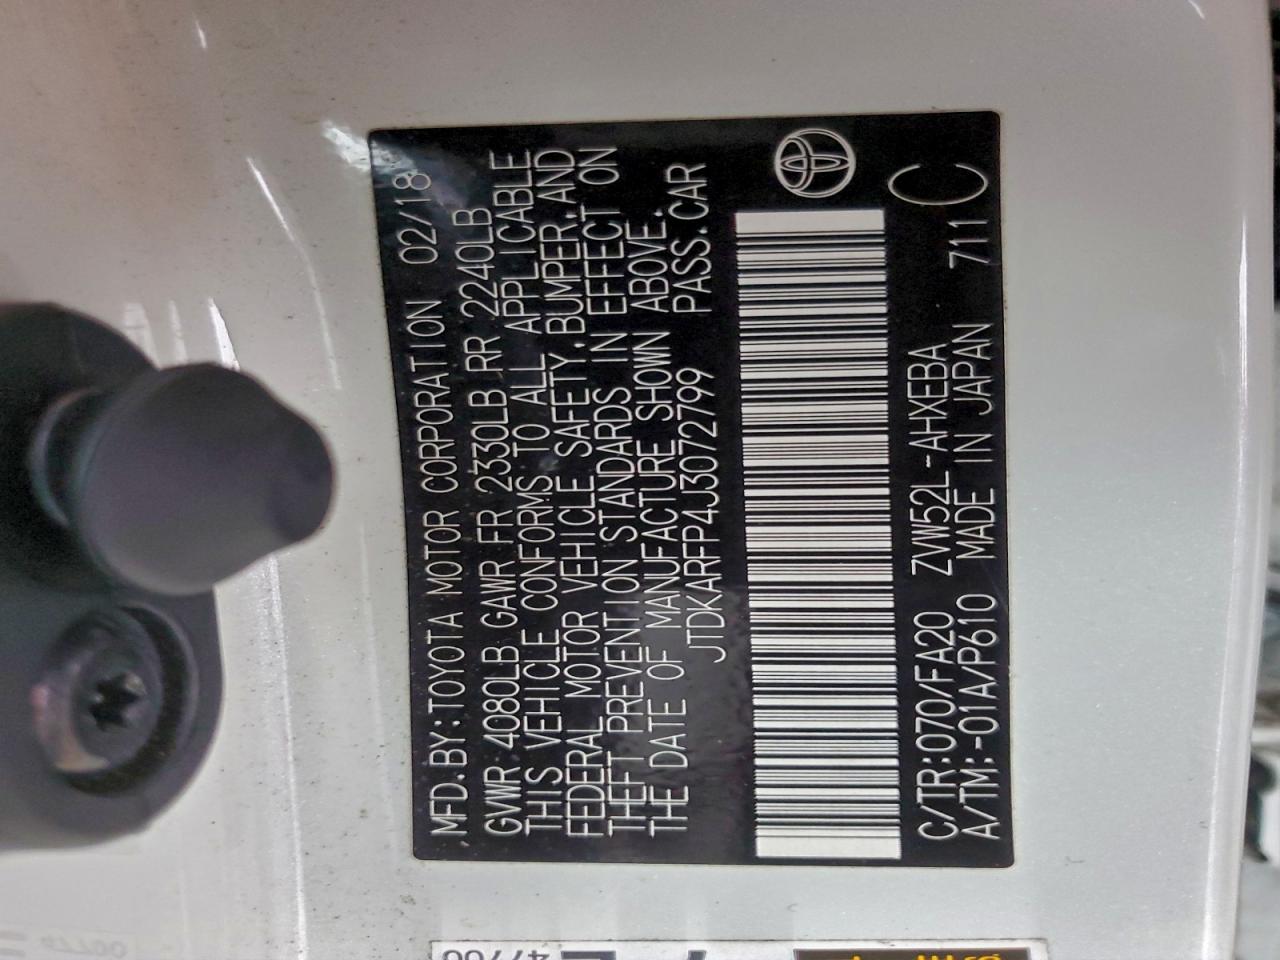 MFD.BY:TOYOTA MOTOR CORPORATION 02/18
GVWR 4080LB GAWR FR 2330LB RR 2240LB
THIS VEHICLE CONFORMS TO ALL APPLICABLE
FEDERAL MOTOR VEHICLE SAFETY,BUMPER,AND
THEFT PREVENTION STANDARDS IN EFFECT ON
THE DATE OF MANUFACTURE SHOWN ABOVE.
JTDKARFP4J3072799 PASS.CAR
C/TR:070/FA20 ZVW52L-AHXEBA 711 C
A/TM:-01A/P610 MADE IN JAPAN